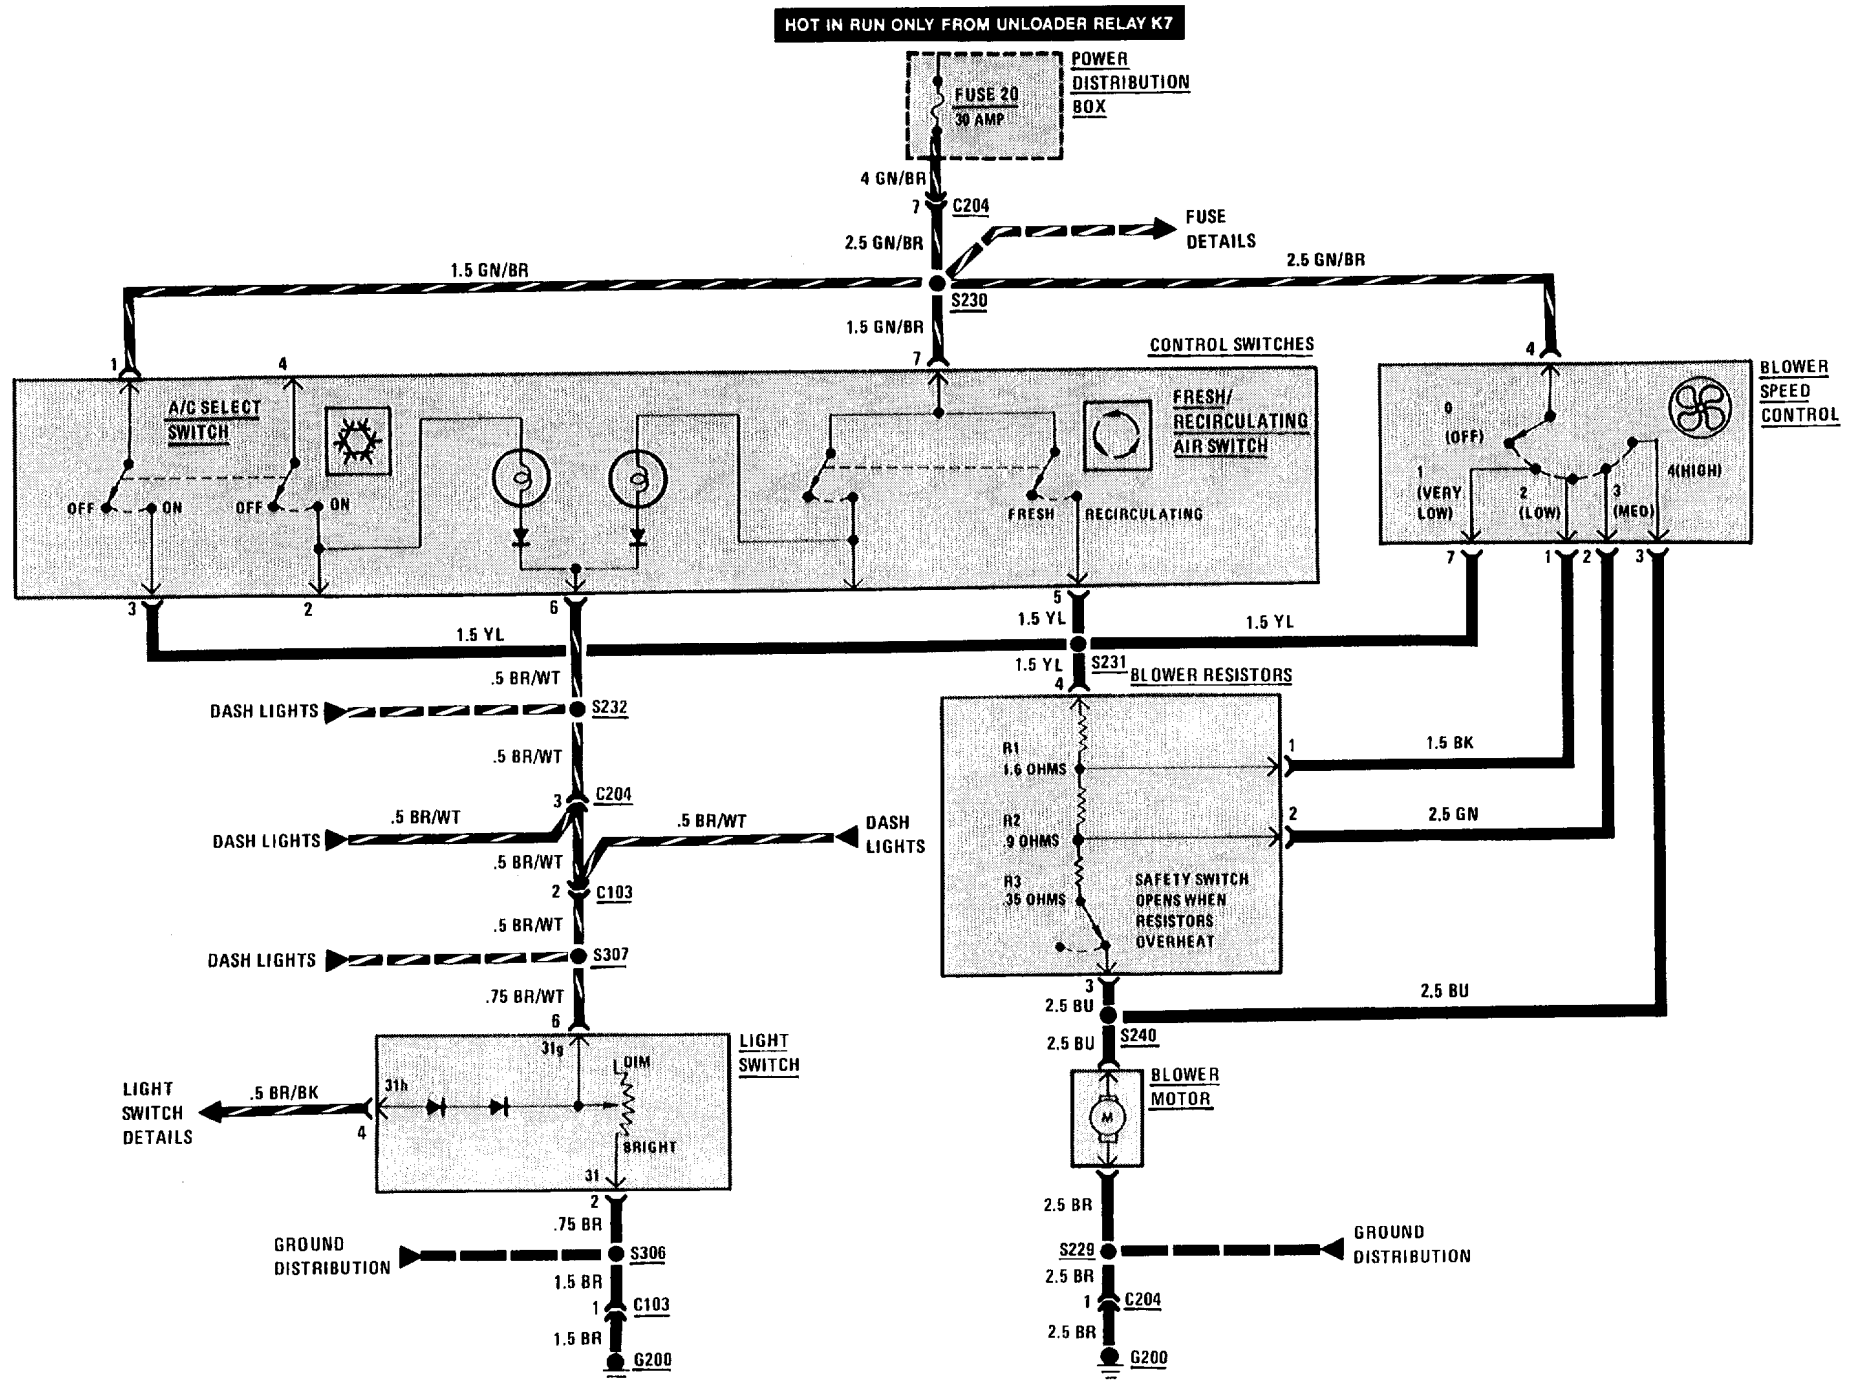 HOT IN RUN ONLY FROM UNLOADER RELAY K7
POWER
DISTRIBUTION
BOX
FUSE 20
30 AMP
4 GN/BR
7
C204
2.5 GN/BR
FUSE
DETAILS
1.5 GN/BR
2.5 GN/BR
S230
1.5 GN/BR
CONTROL SWITCHES
1
4
7
4
BLOWER
SPEED
CONTROL
A/C SELECT
SWITCH
FRESH/
RECIRCULATING
AIR SWITCH
0
(OFF)
1
(VERY
LOW)
2
(LOW)
3
(MED)
4(HIGH)
OFF
ON
OFF
ON
FRESH
RECIRCULATING
7
1
2
3
3
2
6
5
1.5 YL
1.5 YL
1.5 YL
1.5 YL
S231
4
BLOWER RESISTORS
.5 BR/WT
DASH LIGHTS
S232
.5 BR/WT
3
C204
.5 BR/WT
DASH LIGHTS
.5 BR/WT
DASH
LIGHTS
.5 BR/WT
2
C103
.5 BR/WT
DASH LIGHTS
S307
.75 BR/WT
6
R1
1.6 OHMS
1
1.5 BK
R2
.9 OHMS
2
2.5 GN
R3
.35 OHMS
SAFETY SWITCH
OPENS WHEN
RESISTORS
OVERHEAT
3
2.5 BU
2.5 BU
S240
2.5 BU
LIGHT
SWITCH
31g
DIM
31h
BRIGHT
31
LIGHT
SWITCH
DETAILS
.5 BR/BK
4
BLOWER
MOTOR
M
2
.75 BR
GROUND
DISTRIBUTION
S306
1.5 BR
1
C103
1.5 BR
G200
2.5 BR
S229
GROUND
DISTRIBUTION
2.5 BR
1
C204
2.5 BR
G200